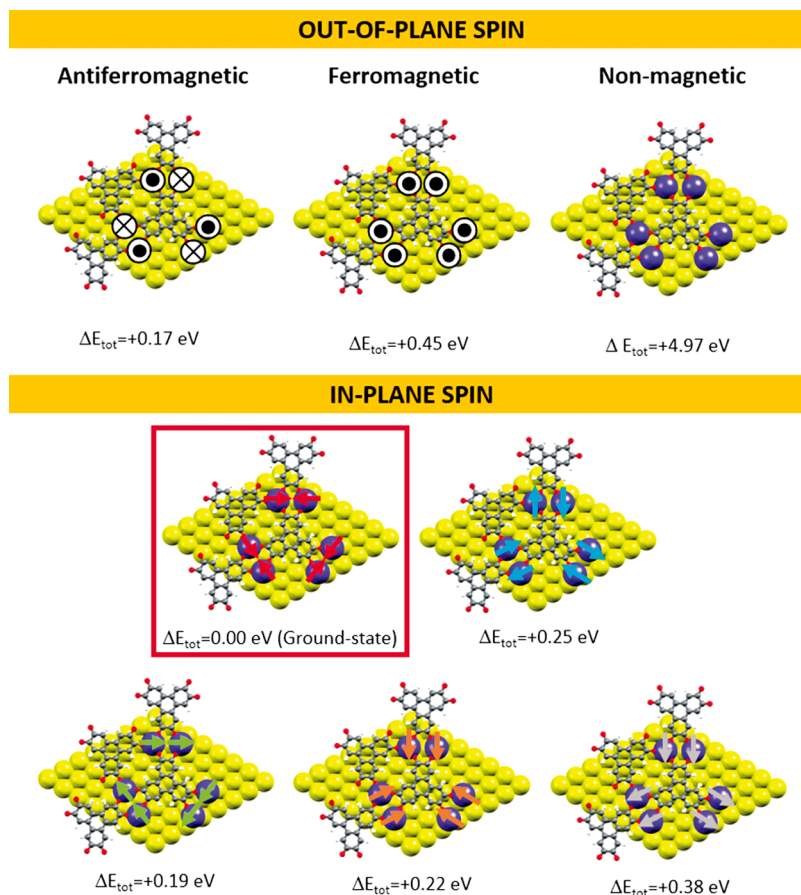 OUT-OF-PLANE SPIN
Antiferromagnetic Ferromagnetic Non-magnetic
ΔEtot=+0.17 eV ΔEtot=+0.45 eV Δ Etot=+4.97 eV
IN-PLANE SPIN
ΔEtot=0.00 eV (Ground-state) ΔEtot=+0.25 eV
ΔEtot=+0.19 eV ΔEtot=+0.22 eV ΔEtot=+0.38 eV